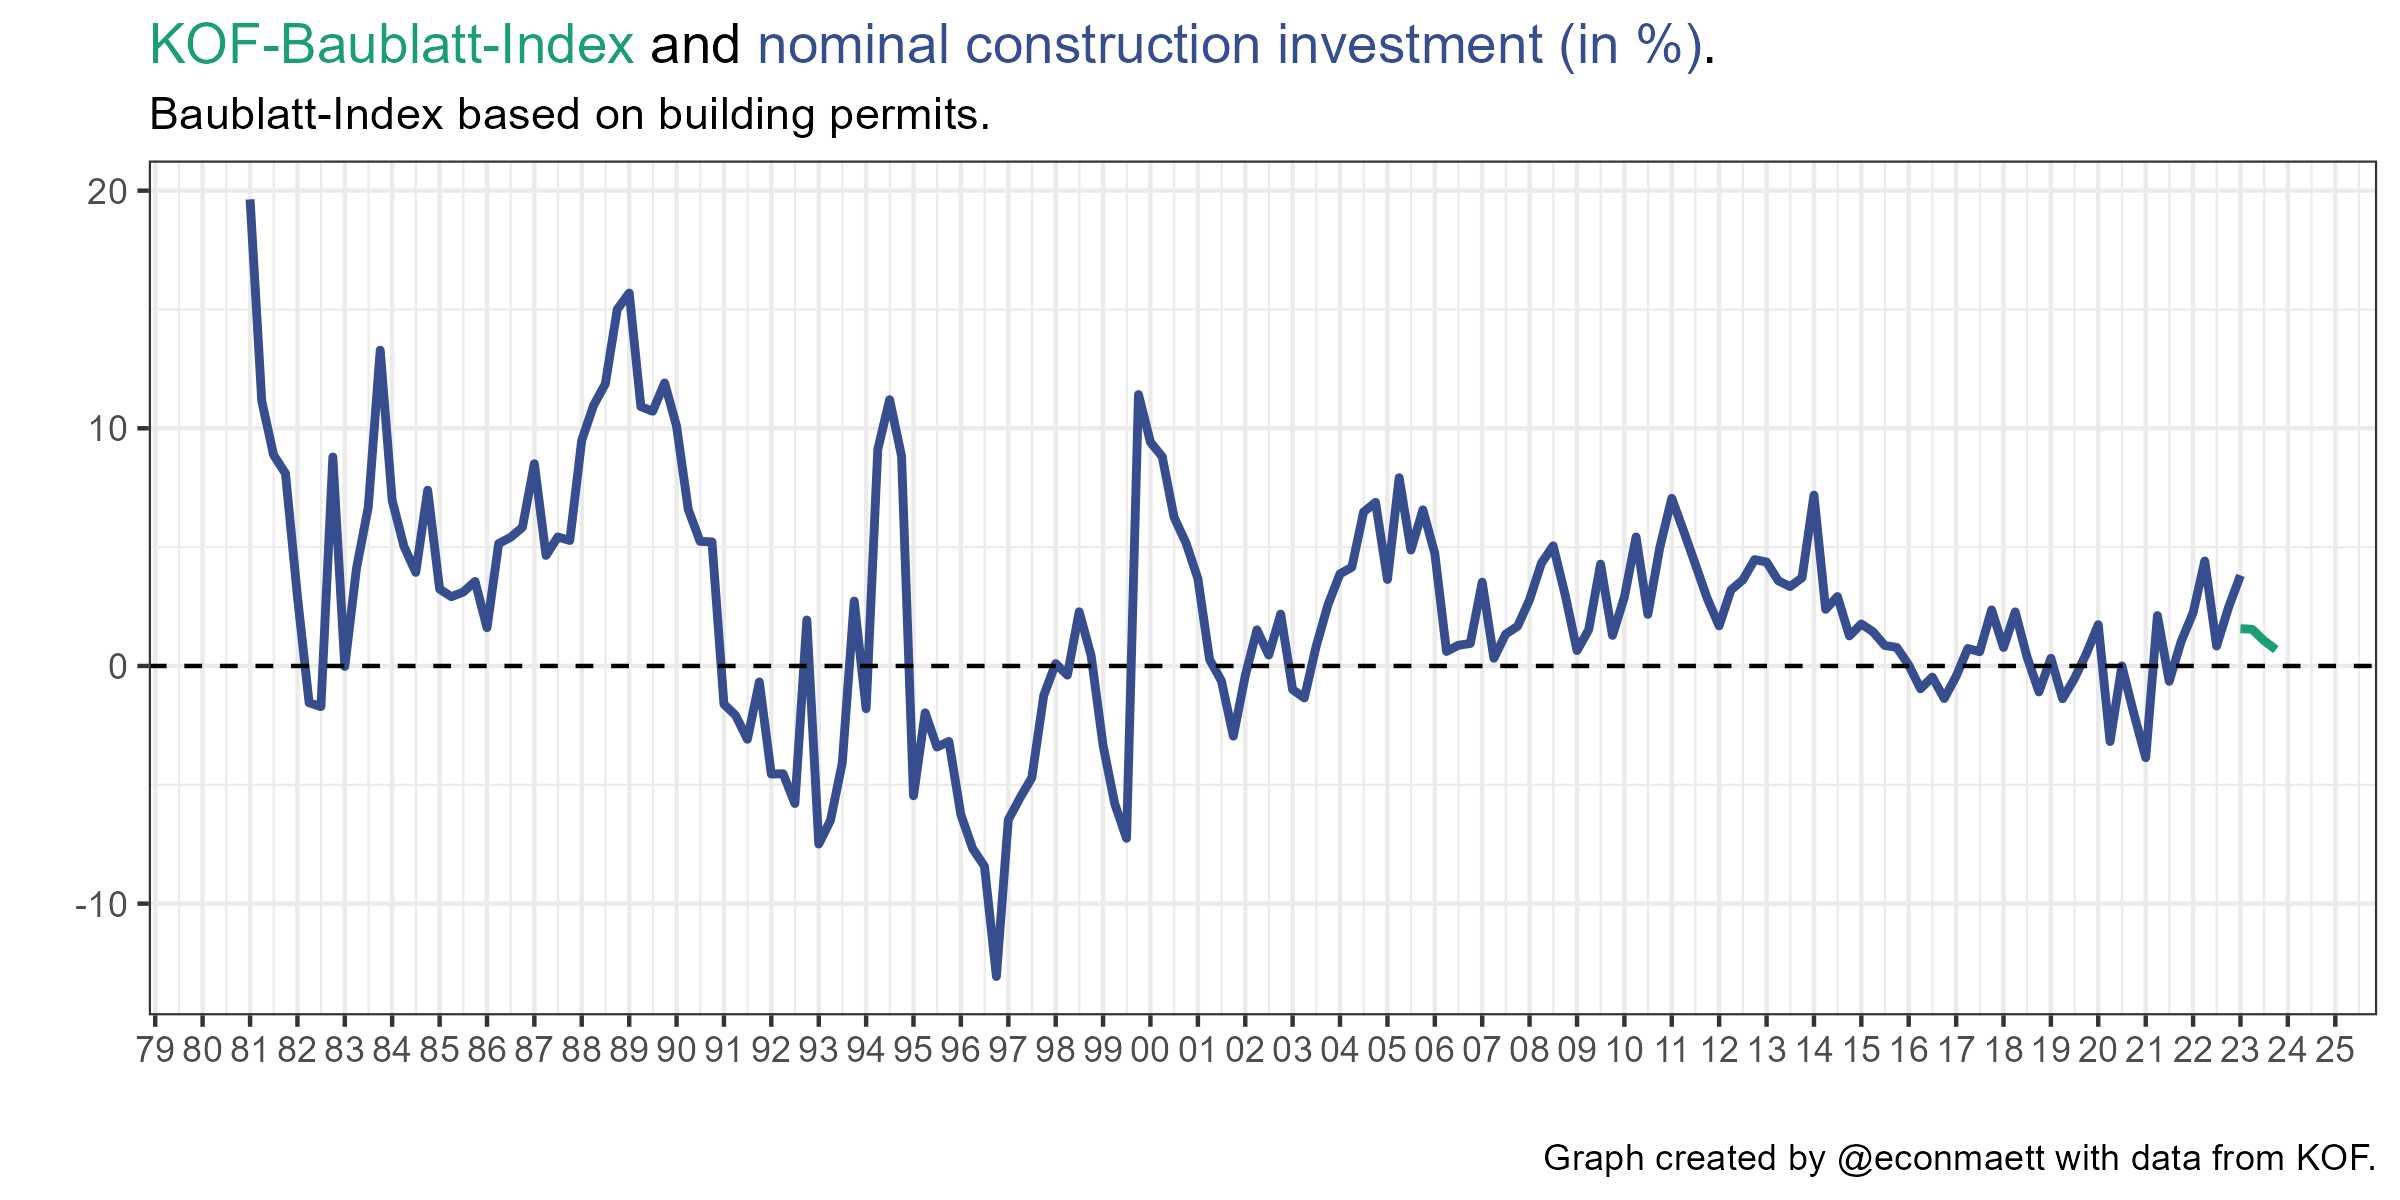 KOF-Baublatt-Index and nominal construction investment (in %).
Baublatt-Index based on building permits.
20
10
0
-10
79 80 81 82 83 84 85 86 87 88 89 90 91 92 93 94 95 96 97 98 99 00 01 02 03 04 05 06 07 08 09 10 11 12 13 14 15 16 17 18 19 20 21 22 23 24 25
Graph created by @econmaett with data from KOF.